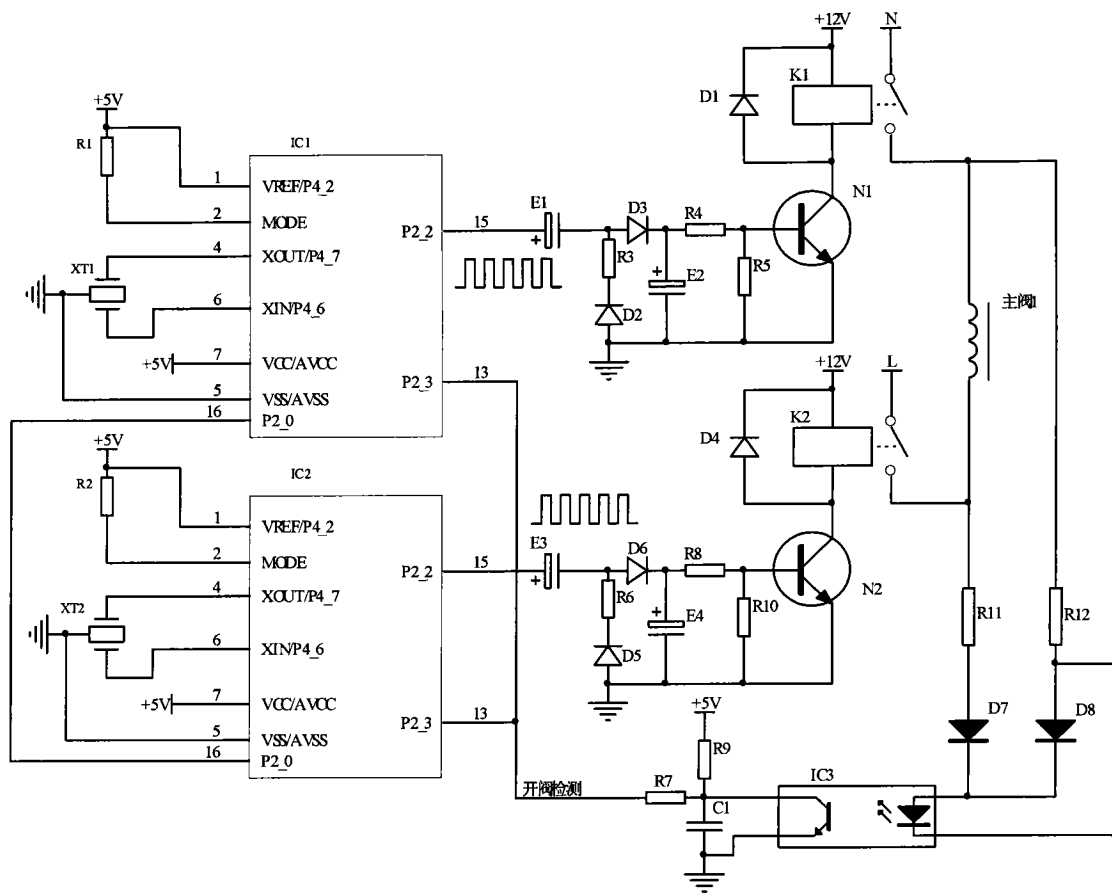 +12V
N
K1
D1
+5V
R1
IC1
1
VREF/P4_2
2
MODE
4
XOUT/P4_7
XT1
6
XIN/P4_6
+5V
7
VCC/AVCC
5
VSS/AVSS
16
P2_0
P2_2
15
P2_3
13
E1
+
D3
R4
N1
R3
+
E2
R5
D2
主阀1
+12V
L
K2
D4
+5V
R2
IC2
1
VREF/P4_2
2
MODE
4
XOUT/P4_7
XT2
6
XIN/P4_6
+5V
7
VCC/AVCC
5
VSS/AVSS
16
P2_0
P2_2
15
P2_3
13
E3
+
D6
R8
N2
R6
+
E4
R10
D5
R11
R12
D7
D8
+5V
R9
开阀检测
R7
C1
IC3